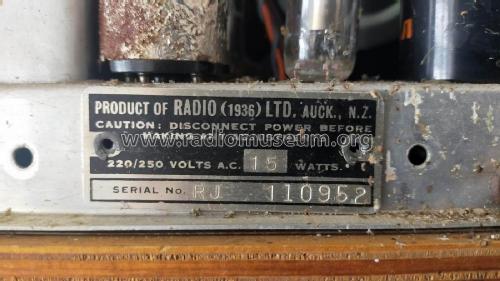 PRODUCT OF RADIO (1936) LTD. AUCK., N.Z.
CAUTION: DISCONNECT POWER BEFORE
MAKING
www.radiomuseum.org
220/250 VOLTS A.C. 15 WATTS.
SERIAL No. RJ 110952